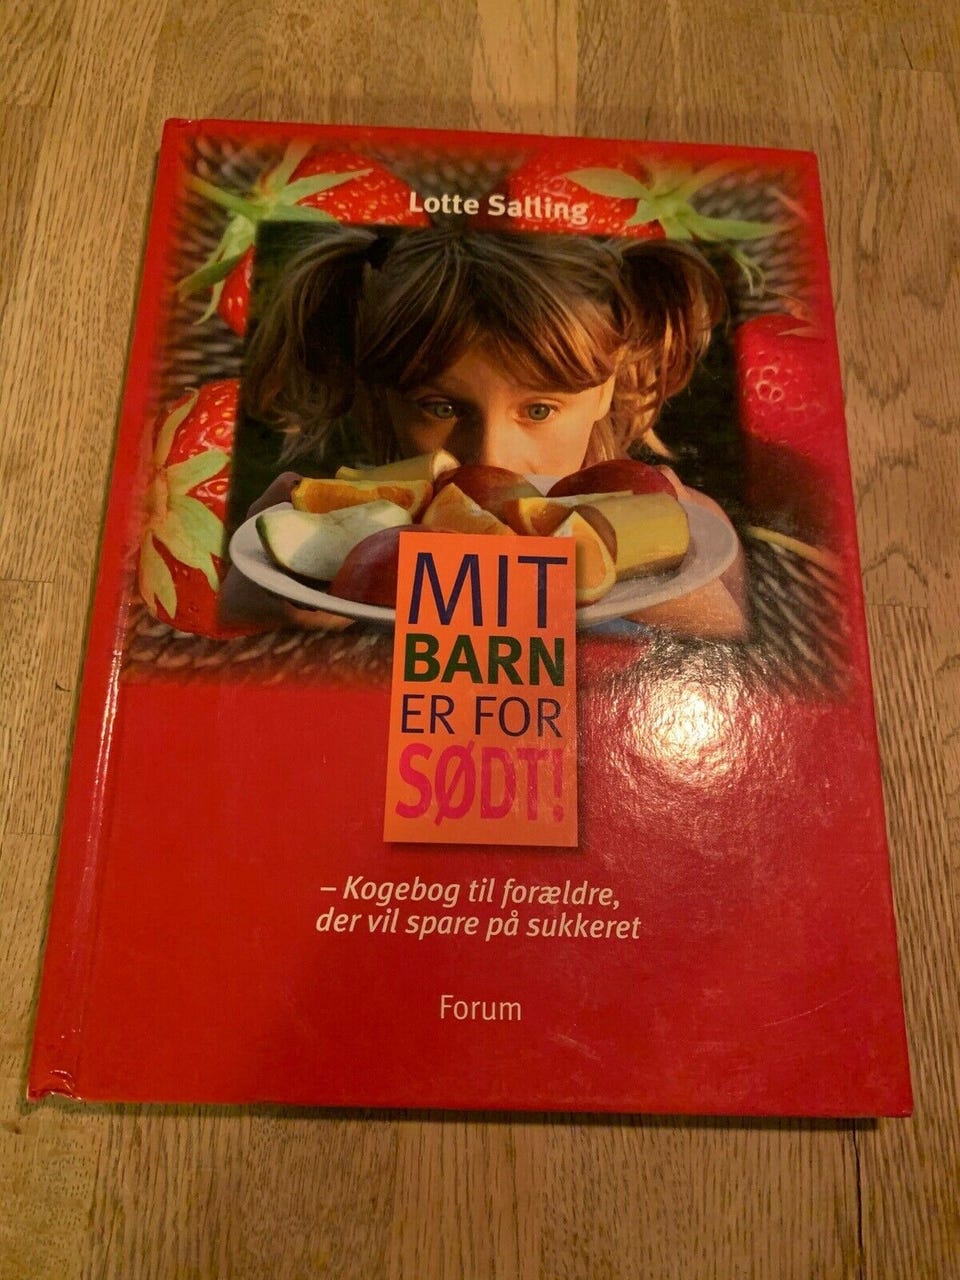 Lotte Salling
MIT
BARN
ER FOR
SØDT!
– Kogebog til forældre,
der vil spare på sukkeret
Forum